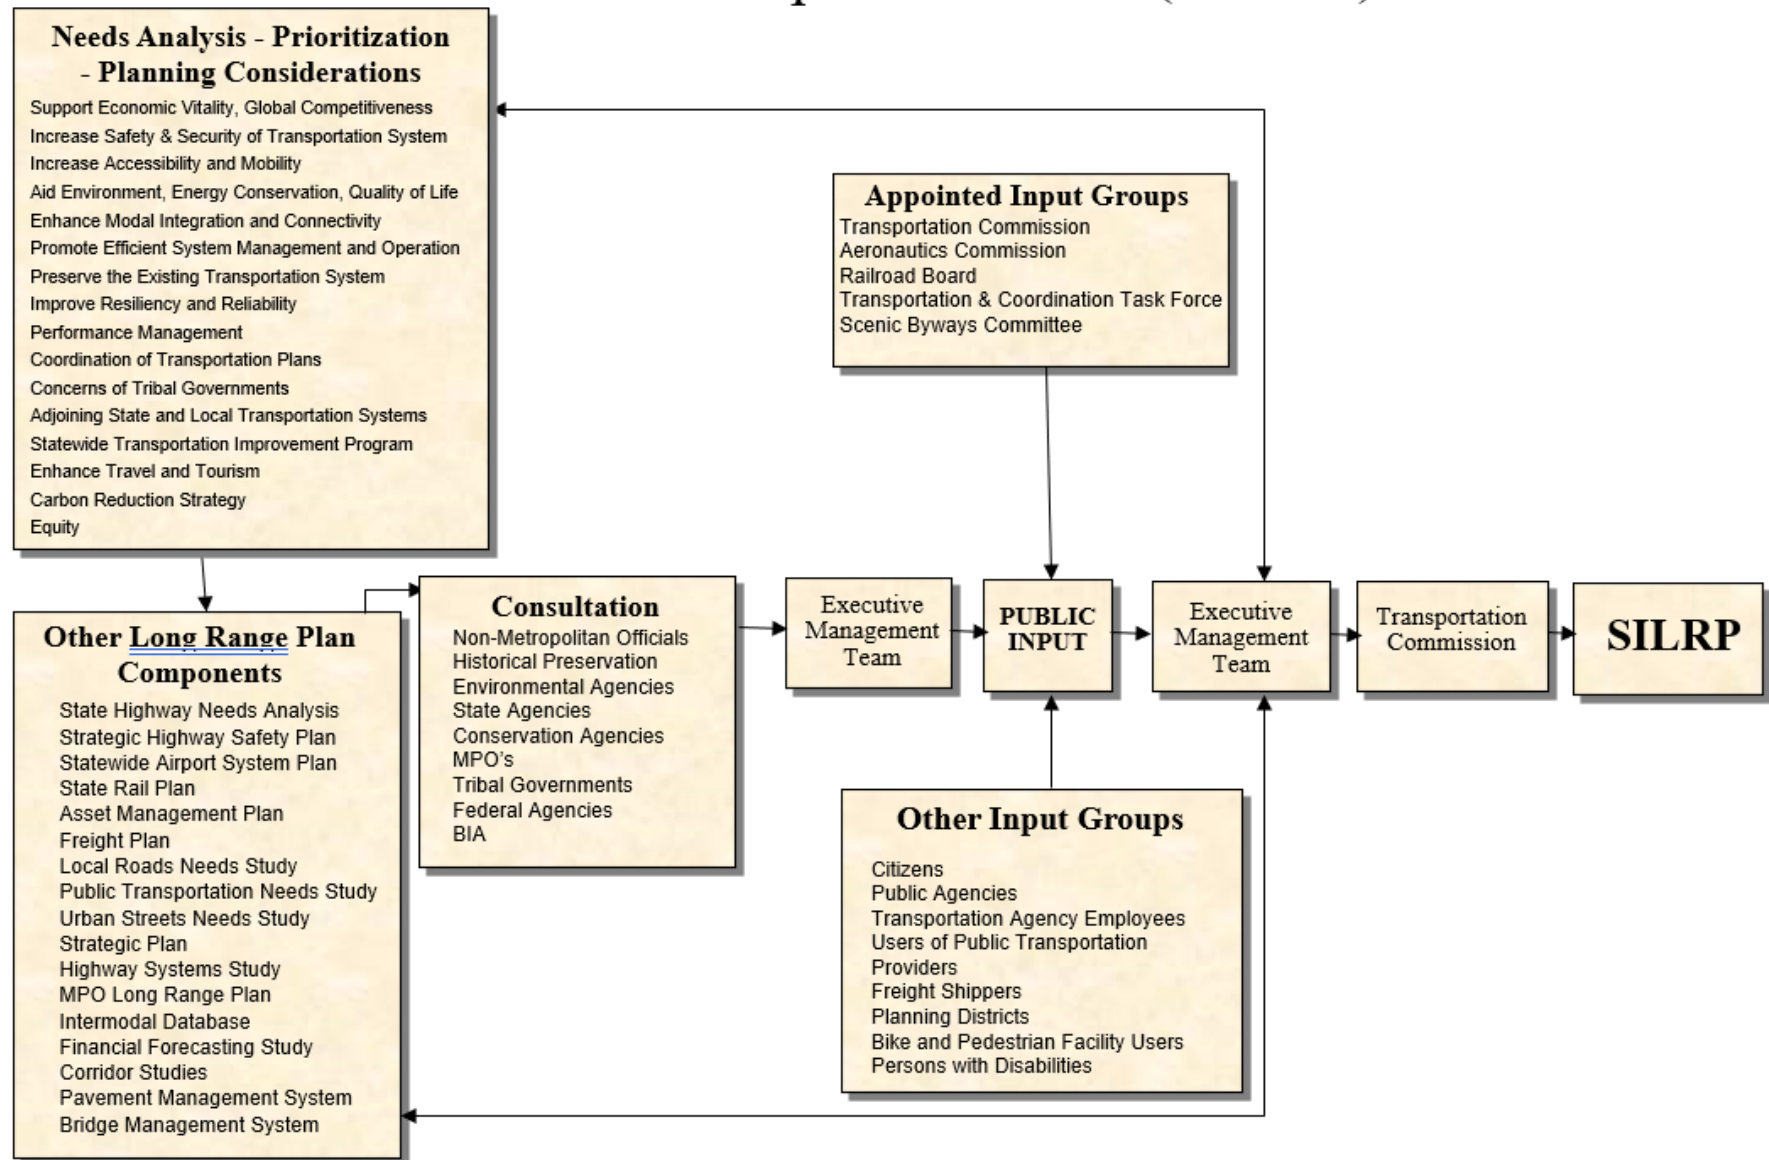 Needs Analysis - Prioritization
- Planning Considerations
Support Economic Vitality, Global Competitiveness
Increase Safety & Security of Transportation System
Increase Accessibility and Mobility
Aid Environment, Energy Conservation, Quality of Life
Enhance Modal Integration and Connectivity
Promote Efficient System Management and Operation
Preserve the Existing Transportation System
Improve Resiliency and Reliability
Performance Management
Coordination of Transportation Plans
Concerns of Tribal Governments
Adjoining State and Local Transportation Systems
Statewide Transportation Improvement Program
Enhance Travel and Tourism
Carbon Reduction Strategy
Equity
Appointed Input Groups
Transportation Commission
Aeronautics Commission
Railroad Board
Transportation & Coordination Task Force
Scenic Byways Committee
Other Long Range Plan
Components
State Highway Needs Analysis
Strategic Highway Safety Plan
Statewide Airport System Plan
State Rail Plan
Asset Management Plan
Freight Plan
Local Roads Needs Study
Public Transportation Needs Study
Urban Streets Needs Study
Strategic Plan
Highway Systems Study
MPO Long Range Plan
Intermodal Database
Financial Forecasting Study
Corridor Studies
Pavement Management System
Bridge Management System
Consultation
Non-Metropolitan Officials
Historical Preservation
Environmental Agencies
State Agencies
Conservation Agencies
MPO's
Tribal Governments
Federal Agencies
BIA
Executive
Management
Team
PUBLIC
INPUT
Executive
Management
Team
Transportation
Commission
SILRP
Other Input Groups
Citizens
Public Agencies
Transportation Agency Employees
Users of Public Transportation
Providers
Freight Shippers
Planning Districts
Bike and Pedestrian Facility Users
Persons with Disabilities